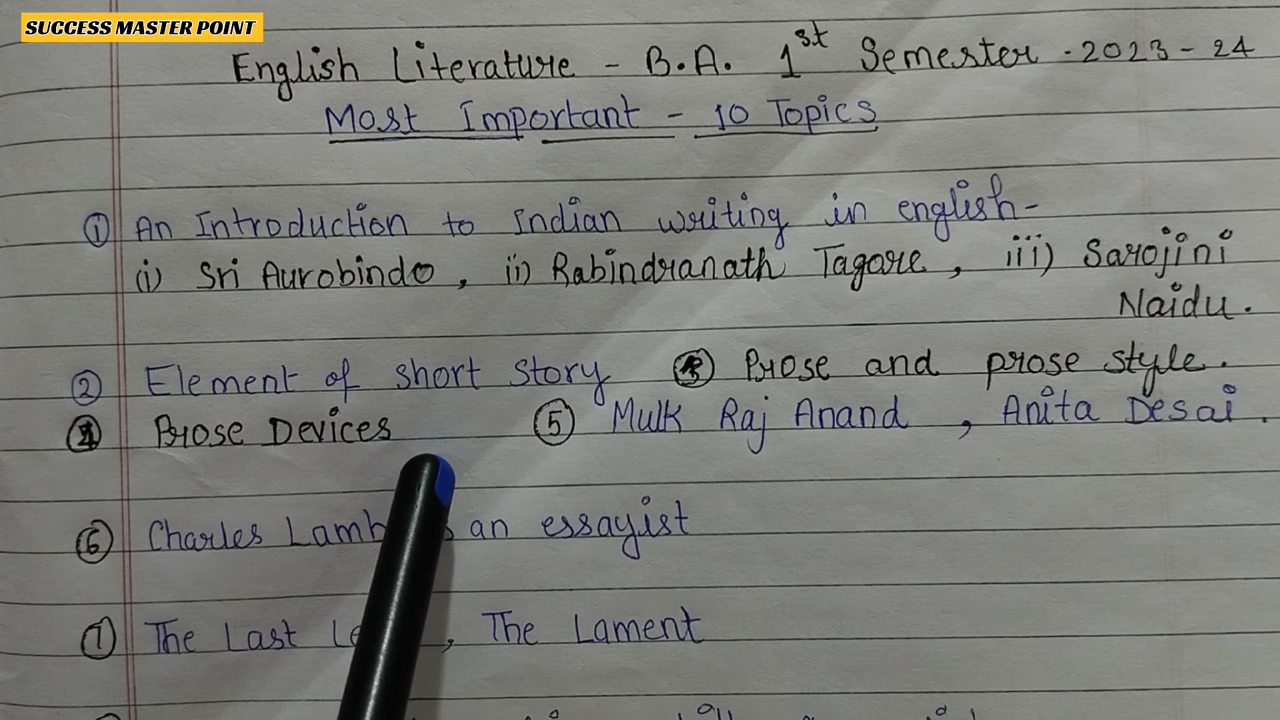 SUCCESS MASTER POINT
English Literature - B.A. 1st Semester - 2023-24
Most Important - 10 Topics
① An Introduction to Indian writing in english-
(i) Sri Aurobindo, ii) Rabindranath Tagore, iii) Sarojini
Naidu.
② Element of short story Prose and prose style.
Prose Devices ⑤ Mulk Raj Anand, Anita Desai.
⑥ Charles Lamb an essayist
⑦ The Last , The Lament